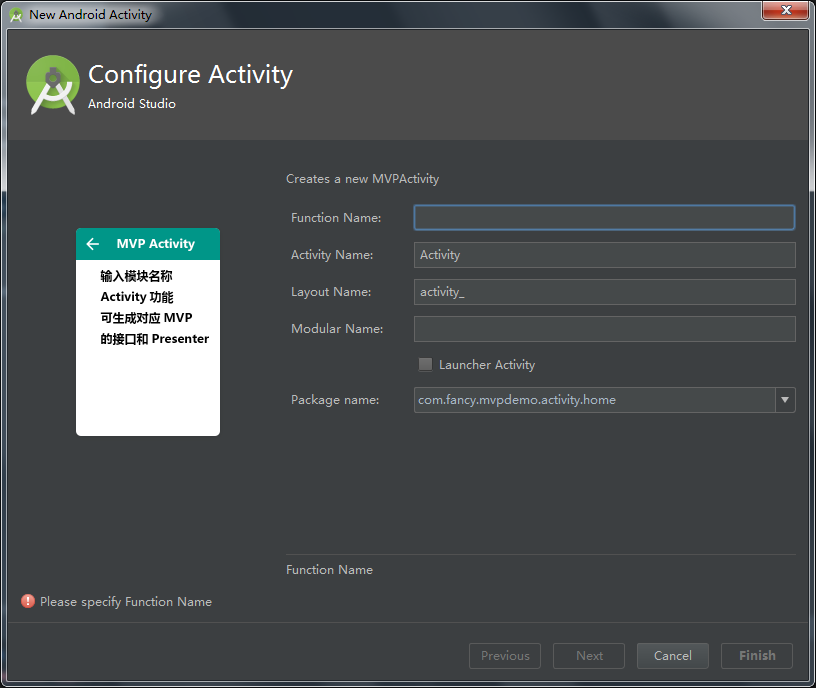 New Android Activity
Configure Activity
Android Studio
Creates a new MVPActivity
Function Name:
Activity Name: Activity
Layout Name: activity_
Modular Name:
Launcher Activity
Package name: com.fancy.mvpdemo.activity.home
MVP Activity
输入模块名称
Activity 功能
可生成对应 MVP
的接口和 Presenter
Function Name
Please specify Function Name
Previous Next Cancel Finish